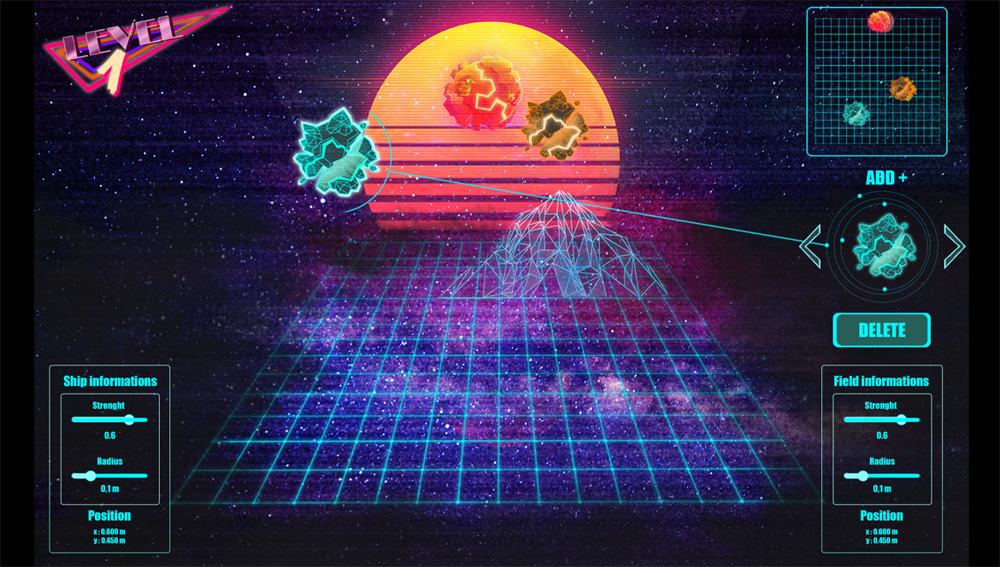 LEVEL
1
ADD +
DELETE
Ship informations
Strenght
0.6
Radius
0,1 m
Position
x : 0.600 m
y : 0.450 m
Field informations
Strenght
0.6
Radius
0,1 m
Position
x : 0.600 m
y : 0.450 m